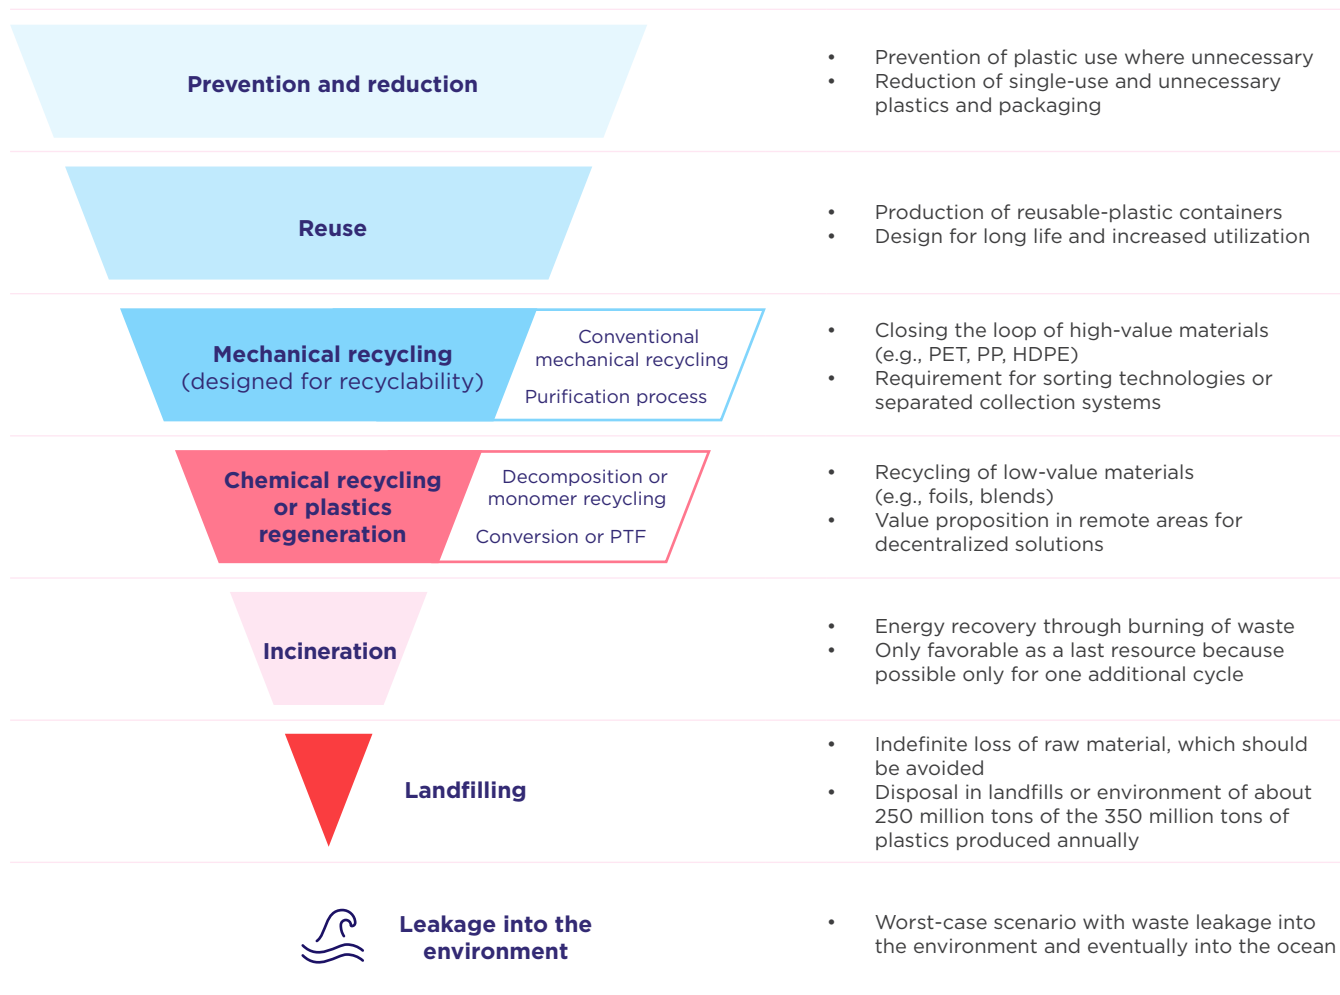 Prevention and reduction
• Prevention of plastic use where unnecessary
• Reduction of single-use and unnecessary
plastics and packaging
Reuse
• Production of reusable-plastic containers
• Design for long life and increased utilization
Mechanical recycling
(designed for recyclability)
Conventional
mechanical recycling
Purification process
• Closing the loop of high-value materials
(e.g., PET, PP, HDPE)
• Requirement for sorting technologies or
separated collection systems
Chemical recycling
or plastics
regeneration
Decomposition or
monomer recycling
Conversion or PTF
• Recycling of low-value materials
(e.g., foils, blends)
• Value proposition in remote areas for
decentralized solutions
Incineration
• Energy recovery through burning of waste
• Only favorable as a last resource because
possible only for one additional cycle
Landfilling
• Indefinite loss of raw material, which should
be avoided
• Disposal in landfills or environment of about
250 million tons of the 350 million tons of
plastics produced annually
Leakage into the
environment
• Worst-case scenario with waste leakage into
the environment and eventually into the ocean